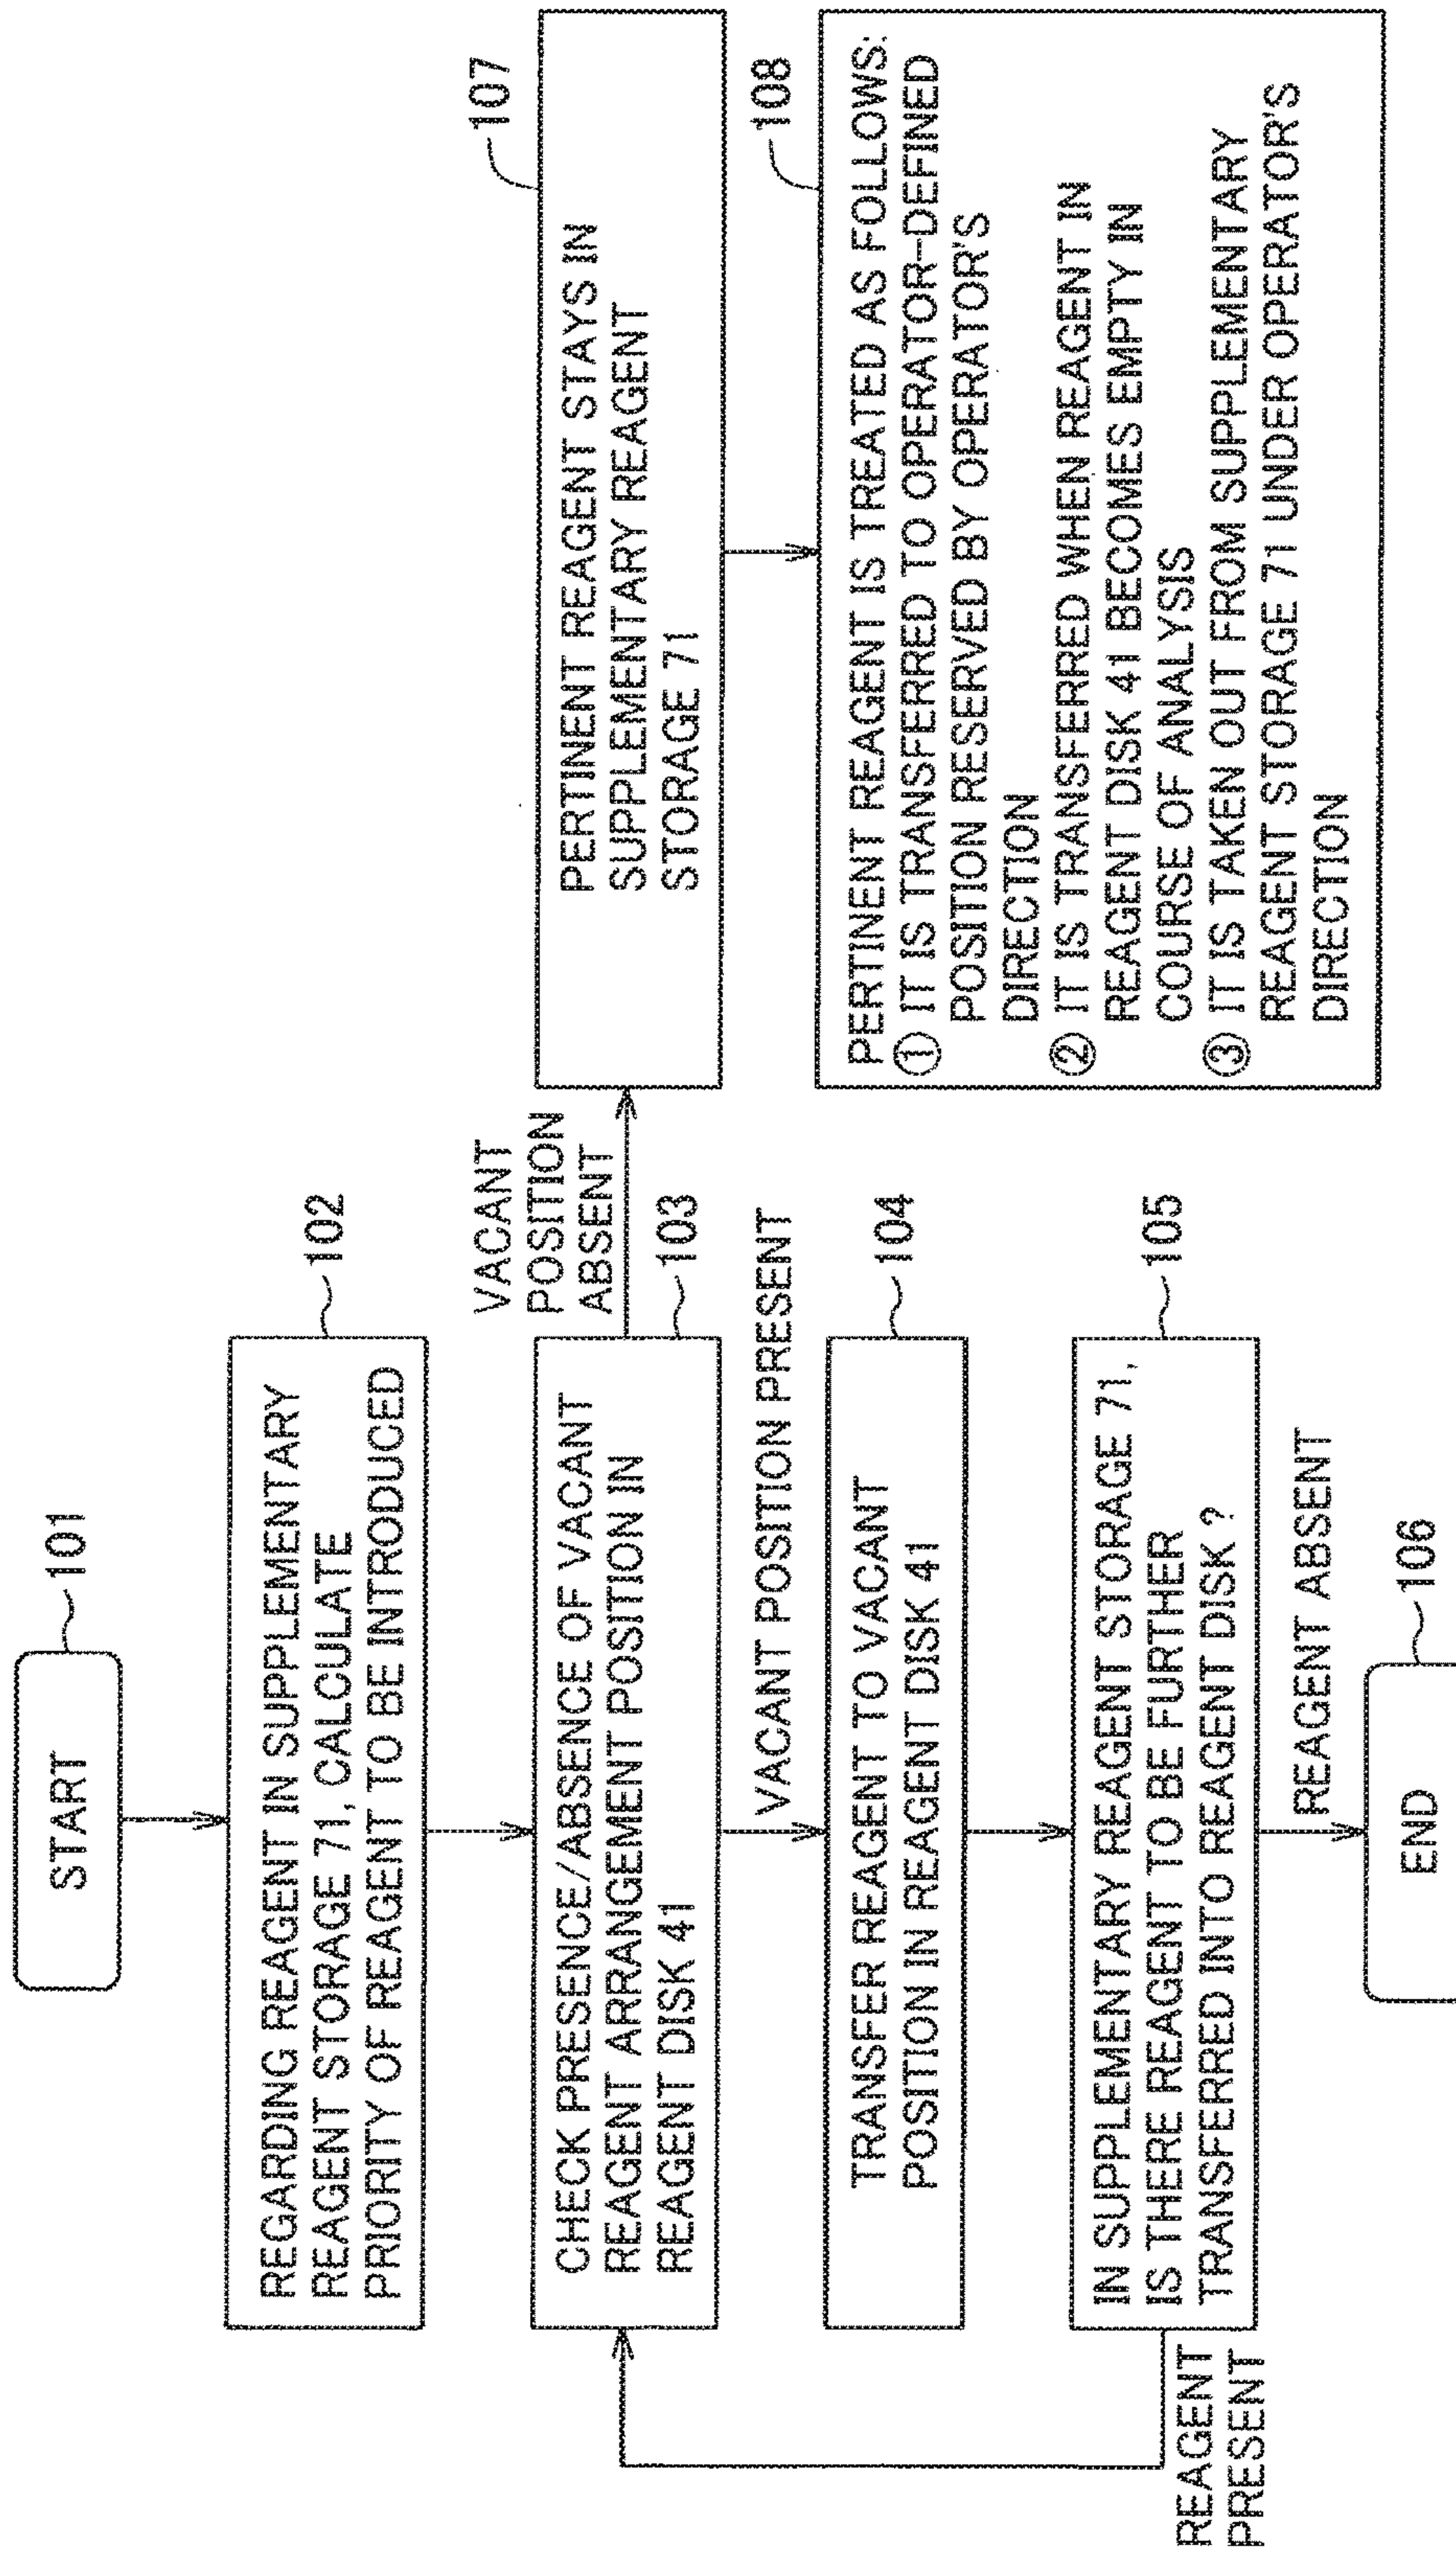 START
101
REGARDING REAGENT IN SUPPLEMENTARY
REAGENT STORAGE 71, CALCULATE
PRIORITY OF REAGENT TO BE INTRODUCED
102
CHECK PRESENCE/ABSENCE OF VACANT
REAGENT ARRANGEMENT POSITION IN
REAGENT DISK 41
103
VACANT
POSITION
ABSENT
VACANT POSITION PRESENT
TRANSFER REAGENT TO VACANT
POSITION IN REAGENT DISK 41
104
IN SUPPLEMENTARY REAGENT STORAGE 71,
IS THERE REAGENT TO BE FURTHER
TRANSFERRED INTO REAGENT DISK ?
105
REAGENT
PRESENT
REAGENT ABSENT
END
106
PERTINENT REAGENT STAYS IN
SUPPLEMENTARY REAGENT
STORAGE 71
107
PERTINENT REAGENT IS TREATED AS FOLLOWS:
① IT IS TRANSFERRED TO OPERATOR-DEFINED
POSITION RESERVED BY OPERATOR'S
DIRECTION
② IT IS TRANSFERRED WHEN REAGENT IN
REAGENT DISK 41 BECOMES EMPTY IN
COURSE OF ANALYSIS
③ IT IS TAKEN OUT FROM SUPPLEMENTARY
REAGENT STORAGE 71 UNDER OPERATOR'S
DIRECTION
108